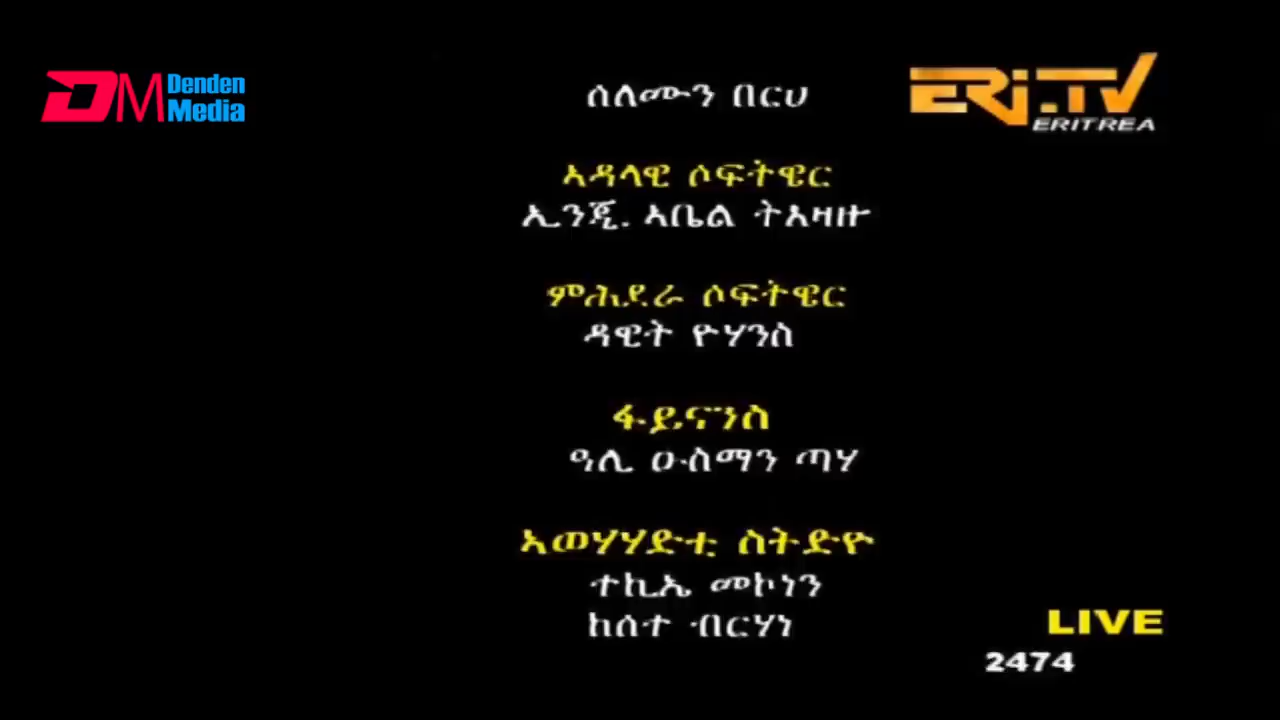 DM Denden Media
ERi.TV
ERITREA
ሰለሙን በርሀ
ኣዳላዊ ሶፍትዌር
ኢንጂ. ኣቤል ትእዛዙ
ምሕደራ ሶፍትዌር
ዳዊት ዮሃንስ
ፋይናንስ
ዓሊ ዑስማን ጣሃ
ኣወሃሃድቲ ስትድዮ
ተኪኤ መኮነን
ከሰተ ብርሃነ
LIVE
2474